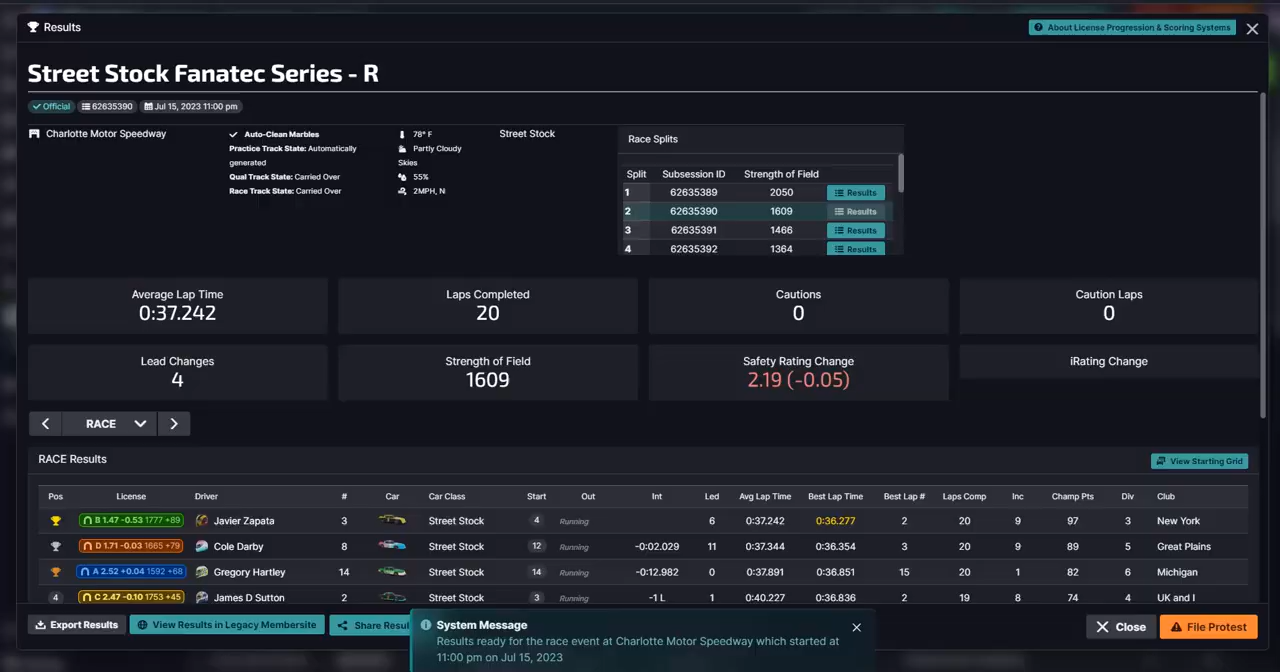 Results
About License Progression & Scoring Systems
Street Stock Fanatec Series - R
Official 62635390 Jul 15, 2023 11:00 pm
Charlotte Motor Speedway
Auto-Clean Marbles
Practice Track State: Automatically
generated
Qual Track State: Carried Over
Race Track State: Carried Over
78° F
Partly Cloudy
Skies
55%
2MPH, N
Street Stock
Race Splits
Split Subsession ID Strength of Field
1 62635389 2050 Results
2 62635390 1609 Results
3 62635391 1466 Results
4 62635392 1364 Results
Average Lap Time
0:37.242
Laps Completed
20
Cautions
0
Caution Laps
0
Lead Changes
4
Strength of Field
1609
Safety Rating Change
2.19 (-0.05)
iRating Change
RACE
RACE Results
View Starting Grid
Pos License Driver # Car Car Class Start Out Int Led Avg Lap Time Best Lap Time Best Lap # Laps Comp Inc Champ Pts Div Club
B 1.47 -0.53 1777 +89 Javier Zapata 3 Street Stock 4 Running 6 0:37.242 0:36.277 2 20 9 97 3 New York
D 1.71 -0.03 1665 +79 Cole Darby 8 Street Stock 12 Running -0:02.029 11 0:37.344 0:36.354 3 20 9 89 5 Great Plains
A 2.52 +0.04 1592 +68 Gregory Hartley 14 Street Stock 14 Running -0:12.982 0 0:37.891 0:36.851 15 20 1 82 6 Michigan
4 C 2.47 -0.10 1753 +45 James D Sutton 2 Street Stock 3 Running -1 L 1 0:40.227 0:36.836 2 19 8 74 4 UK and I
Export Results View Results in Legacy Membersite Share Resul
System Message
Results ready for the race event at Charlotte Motor Speedway which started at
11:00 pm on Jul 15, 2023
Close File Protest